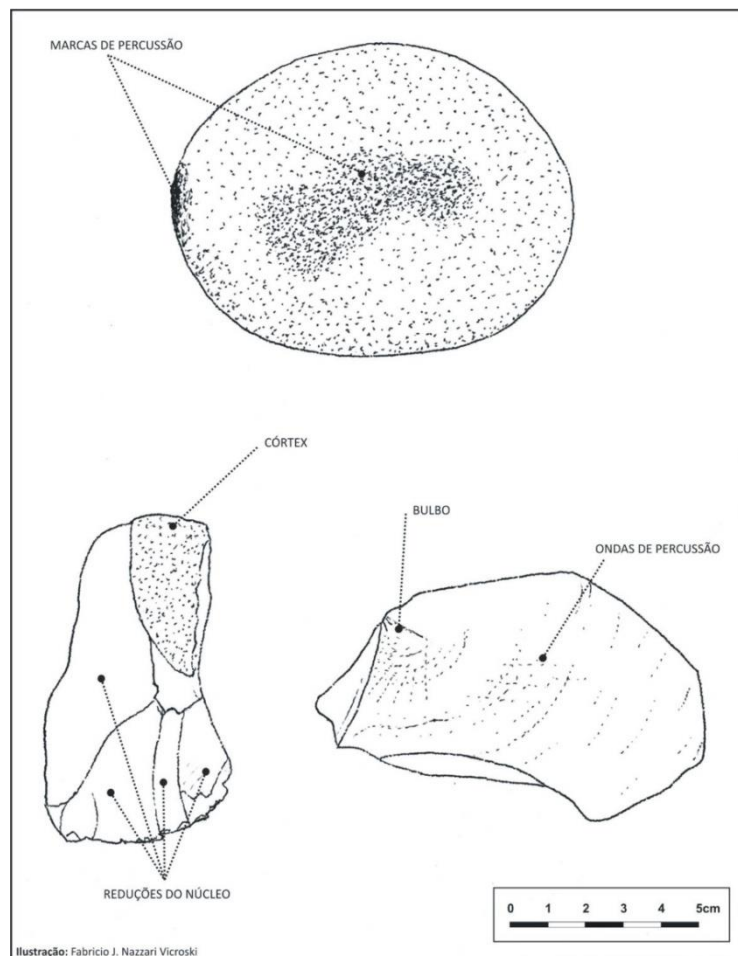 MARCAS DE PERCUSSÃO
CÓRTEX
BULBO
ONDAS DE PERCUSSÃO
REDUÇÕES DO NÚCLEO
0 1 2 3 4 5cm
Ilustração: Fabricio J. Nazzari Vicroski